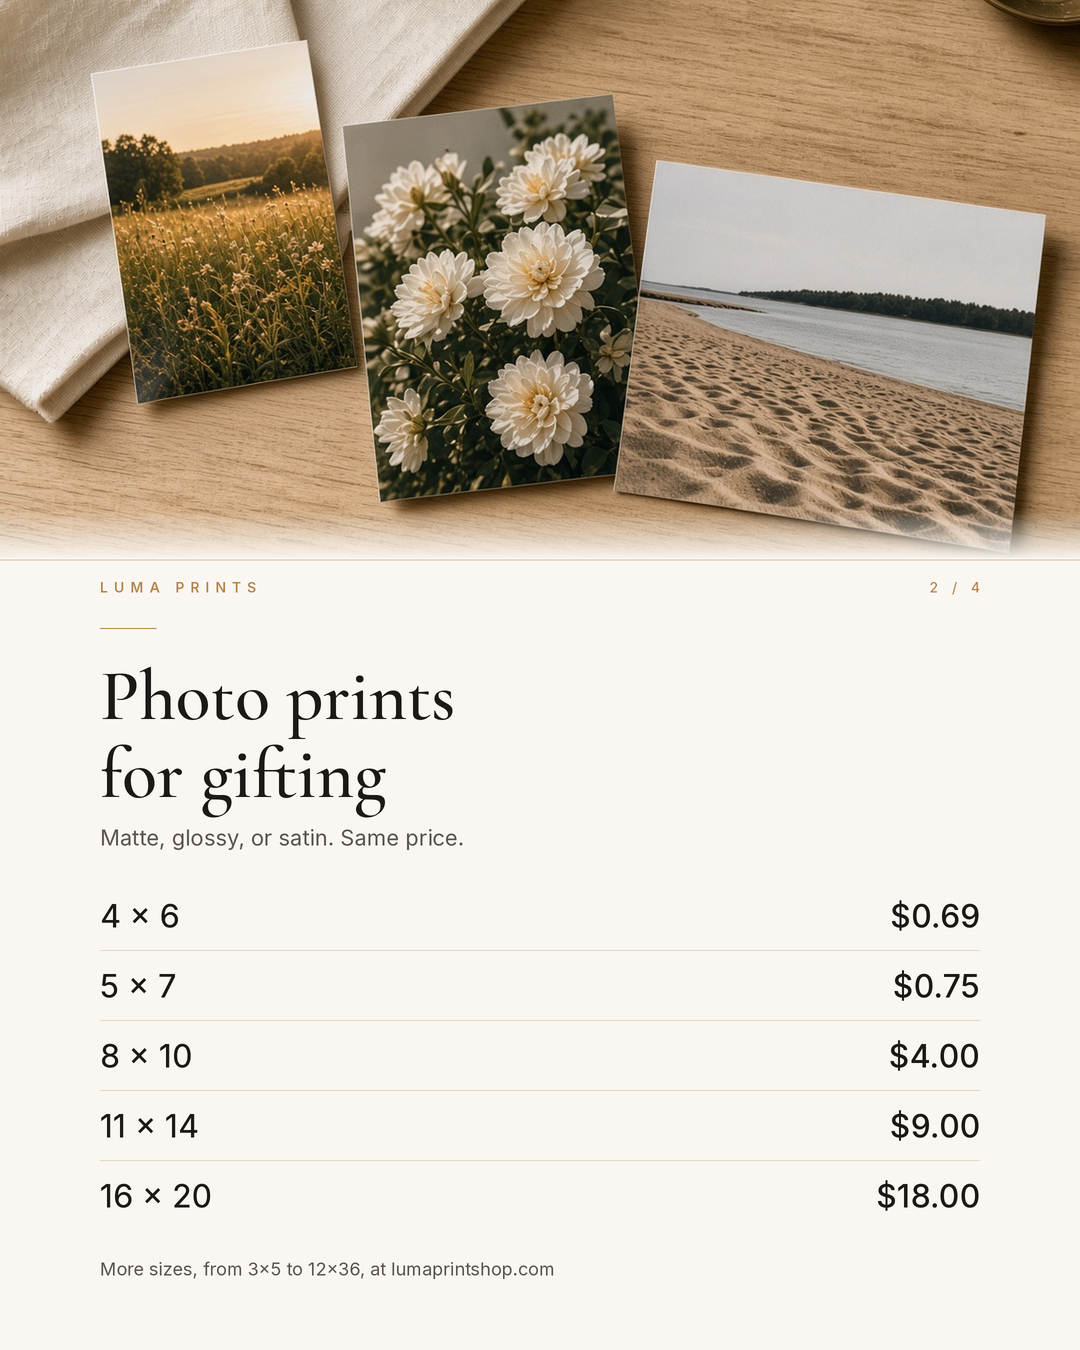 LUMA PRINTS
2 / 4
Photo prints
for gifting
Matte, glossy, or satin. Same price.
4 × 6 $0.69
5 × 7 $0.75
8 × 10 $4.00
11 × 14 $9.00
16 × 20 $18.00
More sizes, from 3×5 to 12×36, at lumaprintshop.com